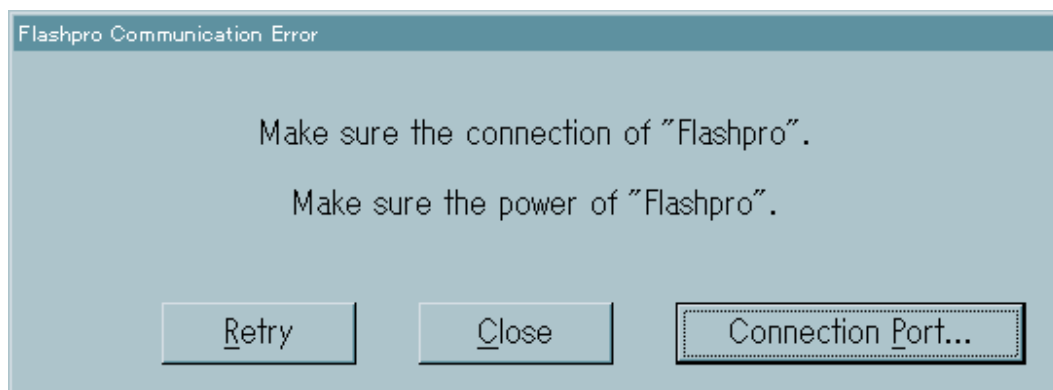 Flashpro Communication Error
Make sure the connection of "Flashpro".
Make sure the power of "Flashpro".
Retry Close Connection Port...